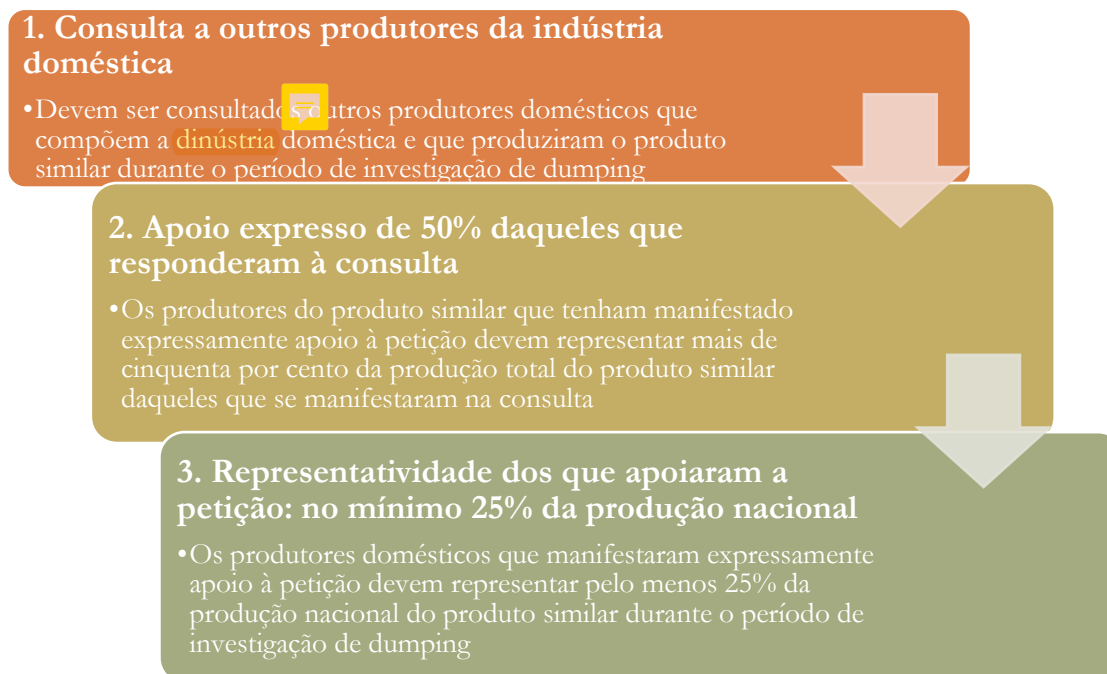 1. Consulta a outros produtores da indústria
doméstica
•Devem ser consultados outros produtores domésticos que
compõem a dinústria doméstica e que produziram o produto
similar durante o período de investigação de dumping
2. Apoio expresso de 50% daqueles que
responderam à consulta
•Os produtores do produto similar que tenham manifestado
expressamente apoio à petição devem representar mais de
cinquenta por cento da produção total do produto similar
daqueles que se manifestaram na consulta
3. Representatividade dos que apoiaram a
petição: no mínimo 25% da produção nacional
•Os produtores domésticos que manifestaram expressamente
apoio à petição devem representar pelo menos 25% da
produção nacional do produto similar durante o período de
investigação de dumping